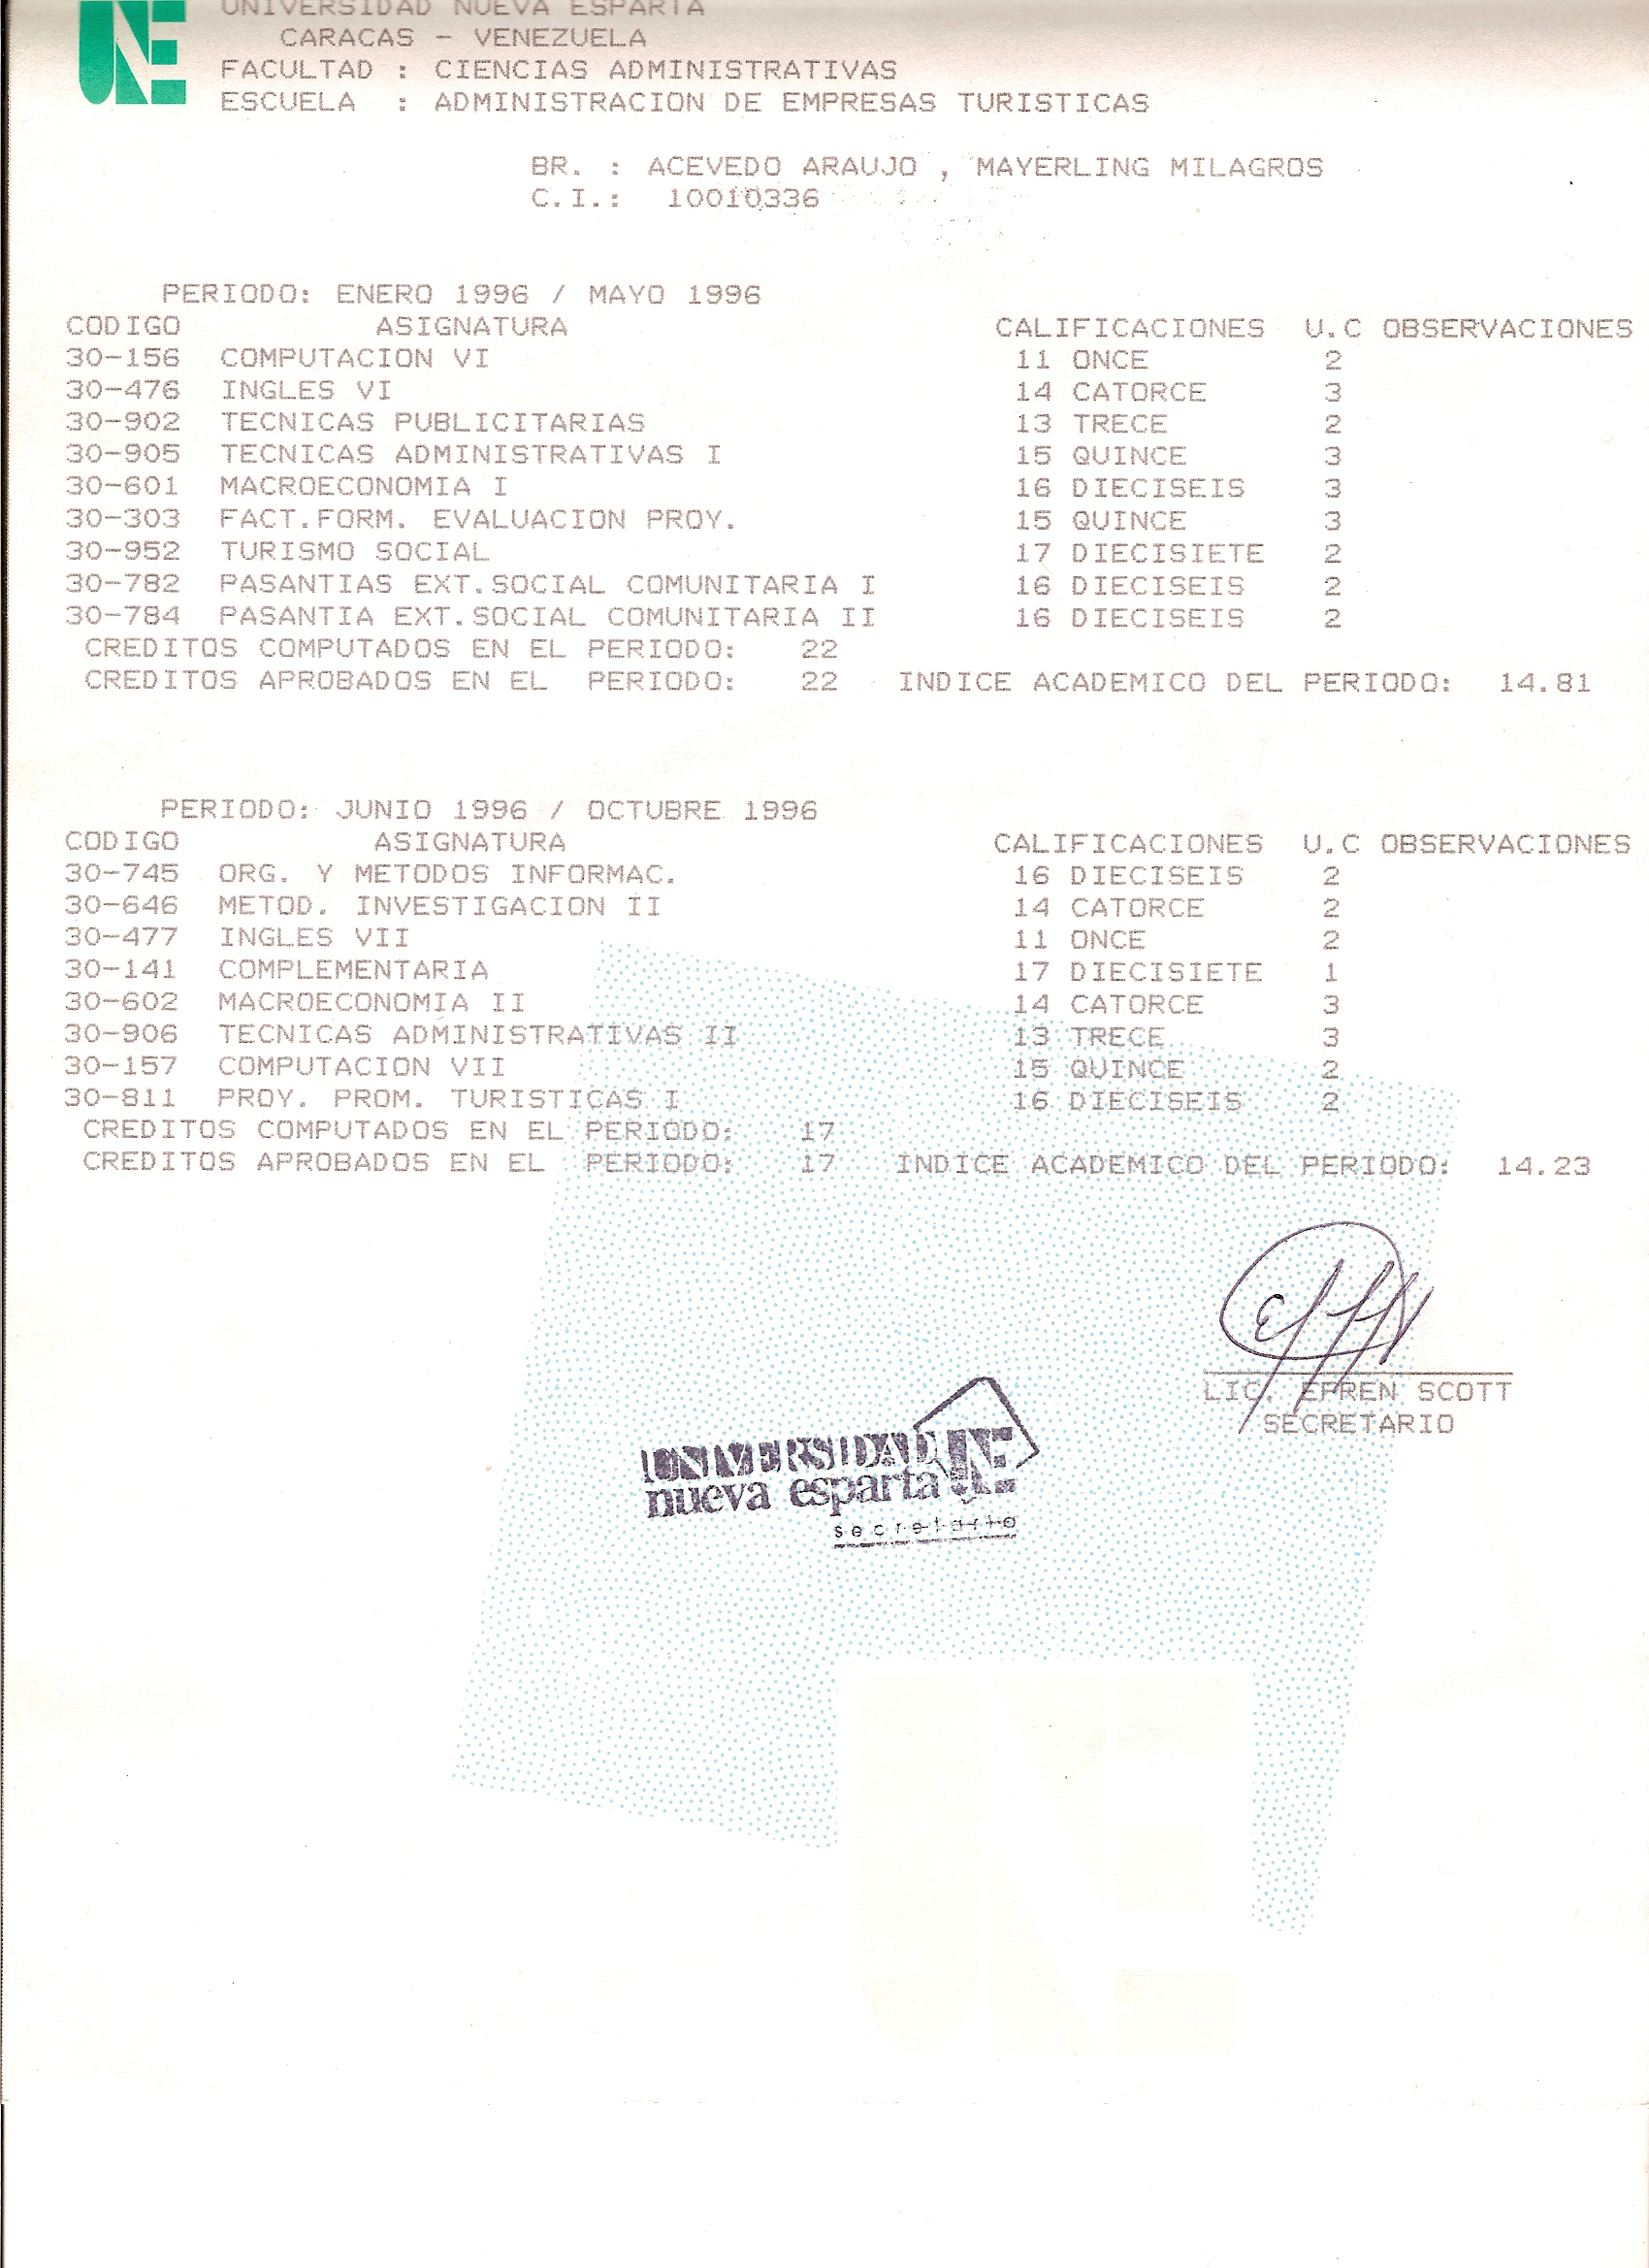 UNE
UNIVERSIDAD NUEVA ESPARTA
CARACAS - VENEZUELA
FACULTAD : CIENCIAS ADMINISTRATIVAS
ESCUELA : ADMINISTRACION DE EMPRESAS TURISTICAS
BR. : ACEVEDO ARAUJO , MAYERLING MILAGROS
C.I.: 10010336
PERIODO: ENERO 1996 / MAYO 1996
CODIGO ASIGNATURA CALIFICACIONES U.C OBSERVACIONES
30-156 COMPUTACION VI 11 ONCE 2
30-476 INGLES VI 14 CATORCE 3
30-902 TECNICAS PUBLICITARIAS 13 TRECE 2
30-905 TECNICAS ADMINISTRATIVAS I 15 QUINCE 3
30-601 MACROECONOMIA I 16 DIECISEIS 3
30-303 FACT.FORM. EVALUACION PROY. 15 QUINCE 3
30-952 TURISMO SOCIAL 17 DIECISIETE 2
30-782 PASANTIAS EXT.SOCIAL COMUNITARIA I 16 DIECISEIS 2
30-784 PASANTIA EXT.SOCIAL COMUNITARIA II 16 DIECISEIS 2
CREDITOS COMPUTADOS EN EL PERIODO: 22
CREDITOS APROBADOS EN EL PERIODO: 22 INDICE ACADEMICO DEL PERIODO: 14.81
PERIODO: JUNIO 1996 / OCTUBRE 1996
CODIGO ASIGNATURA CALIFICACIONES U.C OBSERVACIONES
30-745 ORG. Y METODOS INFORMAC. 16 DIECISEIS 2
30-646 METOD. INVESTIGACION II 14 CATORCE 2
30-477 INGLES VII 11 ONCE 2
30-141 COMPLEMENTARIA 17 DIECISIETE 1
30-602 MACROECONOMIA II 14 CATORCE 3
30-906 TECNICAS ADMINISTRATIVAS II 13 TRECE 3
30-157 COMPUTACION VII 15 QUINCE 2
30-811 PROY. PROM. TURISTICAS I 16 DIECISEIS 2
CREDITOS COMPUTADOS EN EL PERIODO: 17
CREDITOS APROBADOS EN EL PERIODO: 17 INDICE ACADEMICO DEL PERIODO: 14.23
LIC. EFREN SCOTT
SECRETARIO
UNIVERSIDAD UNE
nueva esparta
secretario
UNE